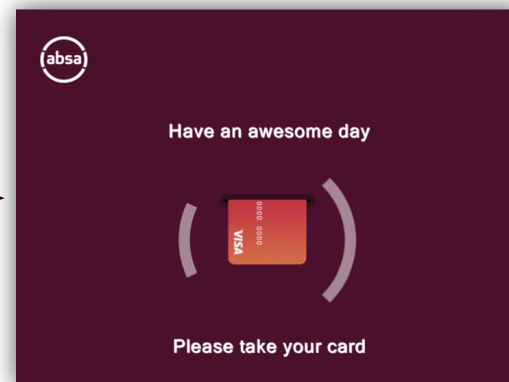 absa
Have an awesome day
0000 0000
VISA
Please take your card